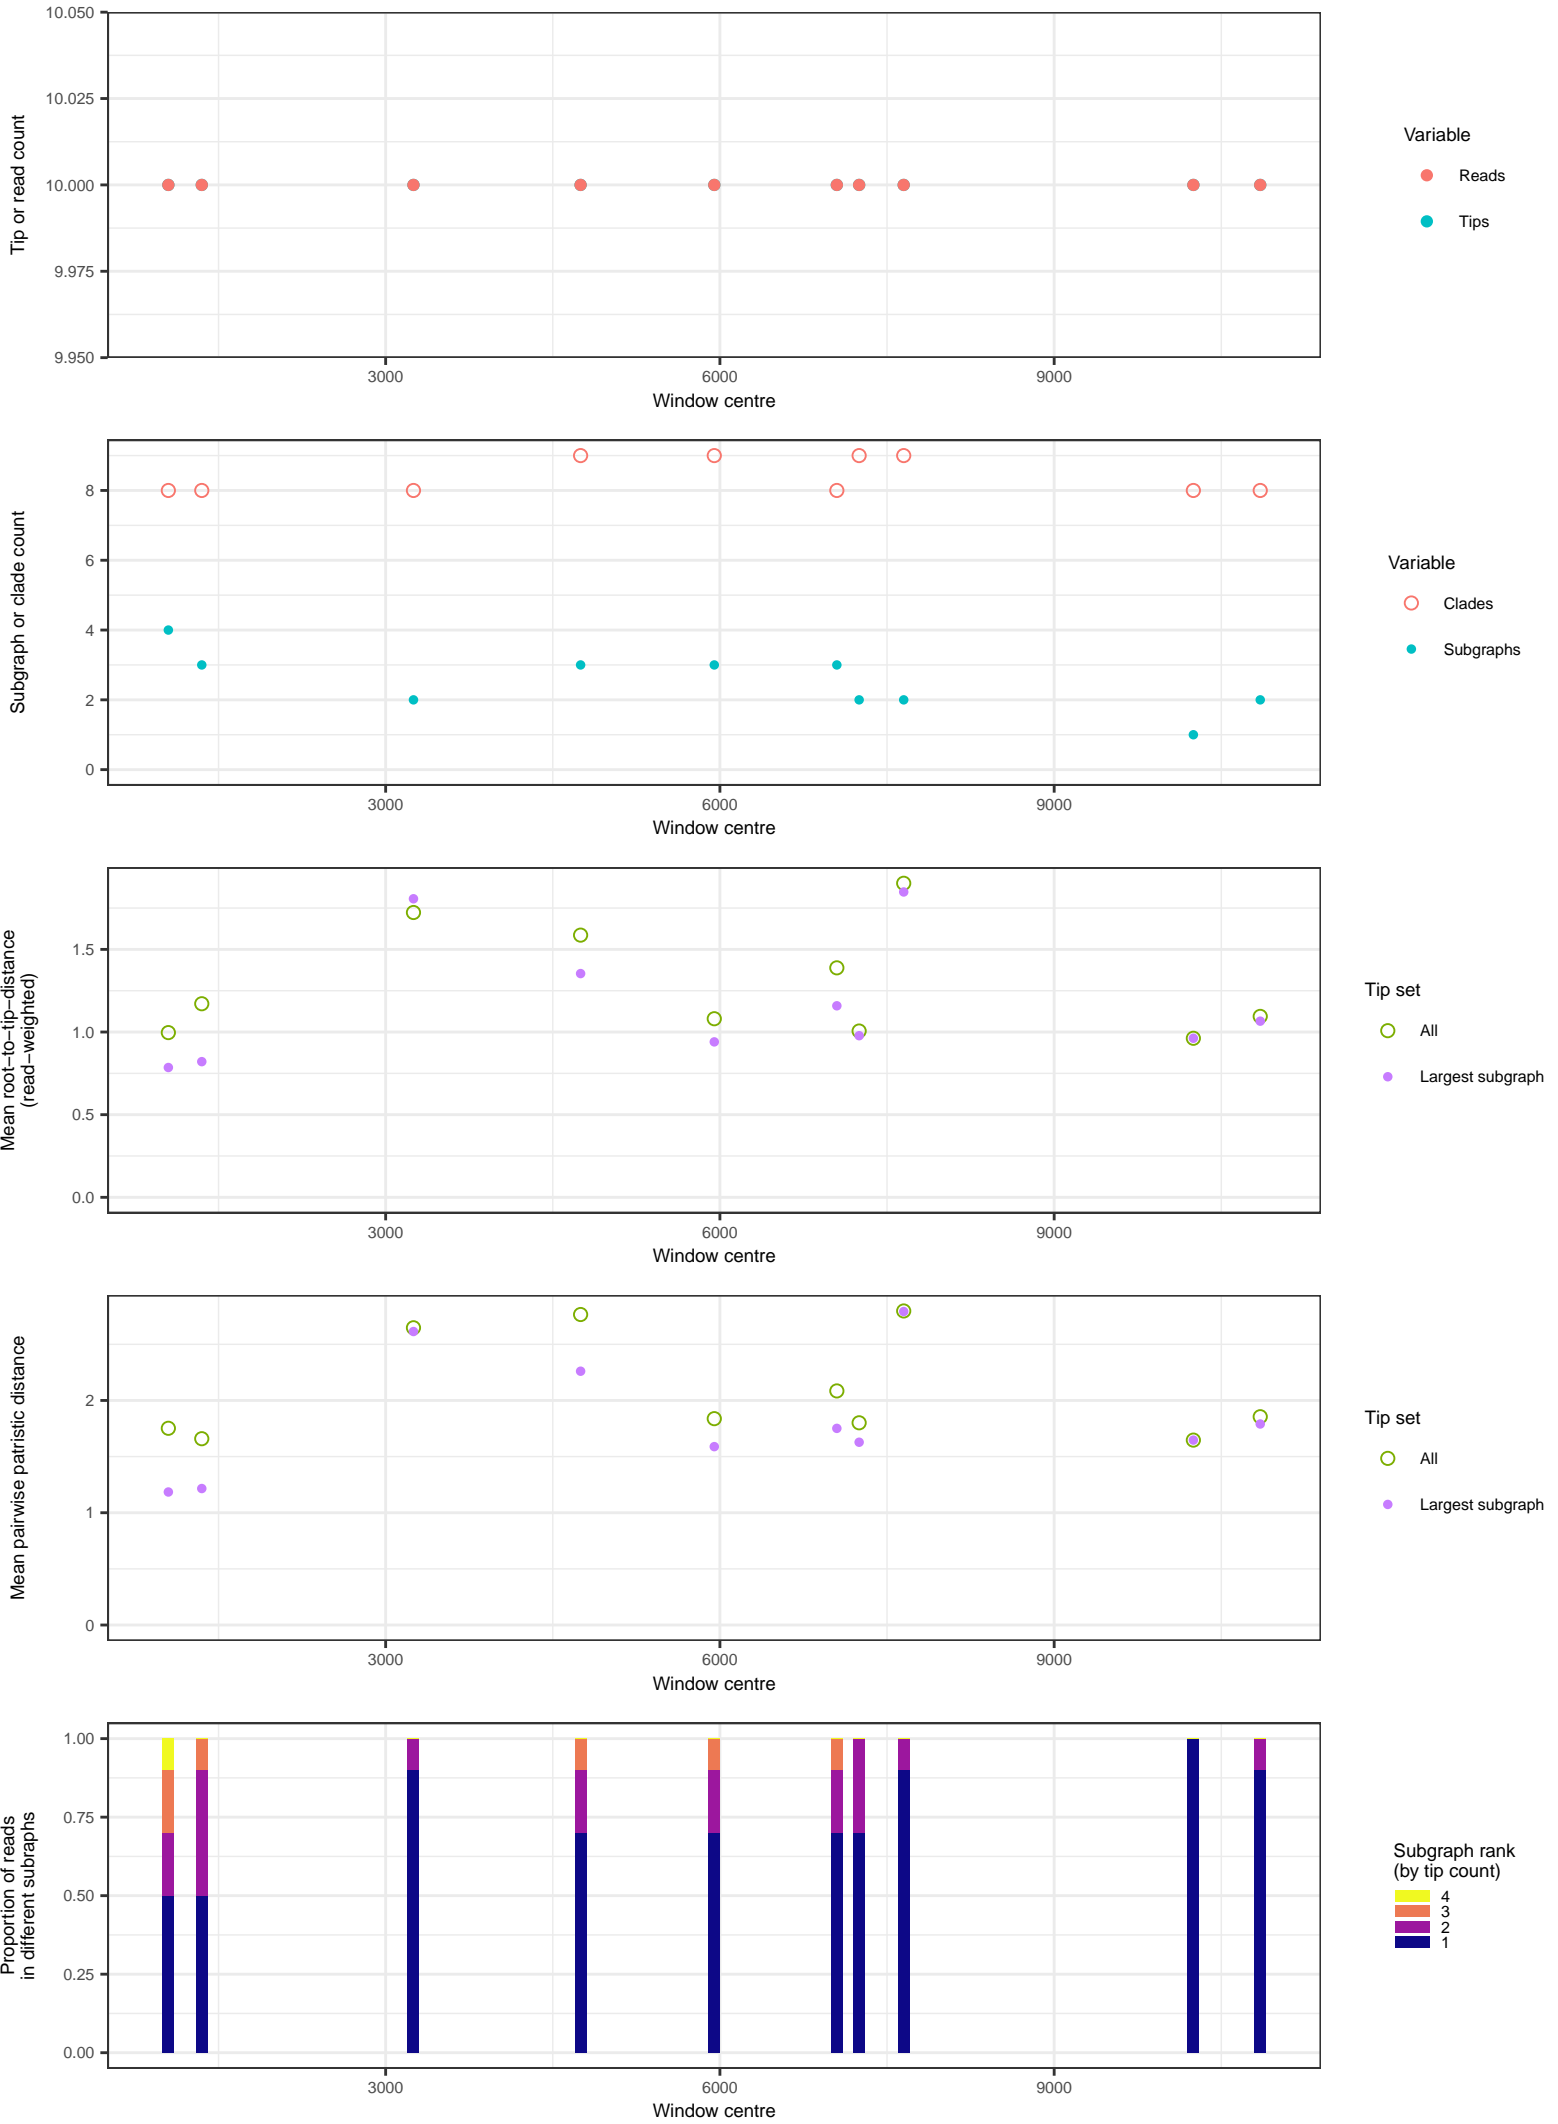 10.050
10.025
10.000
9.975
9.950
Tip or read count
3000 6000 9000
Window centre
Variable
Reads
Tips
8
6
4
2
0
Subgraph or clade count
3000 6000 9000
Window centre
Variable
Clades
Subgraphs
1.5
1.0
0.5
0.0
Mean root−to−tip−distance
(read−weighted)
3000 6000 9000
Window centre
Tip set
All
Largest subgraph
2
1
0
Mean pairwise patristic distance
3000 6000 9000
Window centre
Tip set
All
Largest subgraph
1.00
0.75
0.50
0.25
0.00
Proportion of reads
in different subraphs
3000 6000 9000
Window centre
Subgraph rank
(by tip count)
4
3
2
1